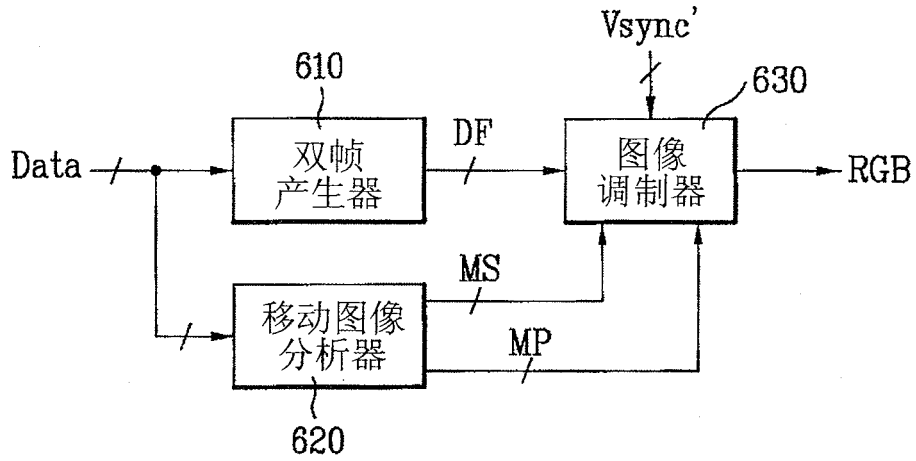 Vsync'
610
630
Data
双帧
产生器
DF
图像
调制器
RGB
MS
移动图像
分析器
MP
620